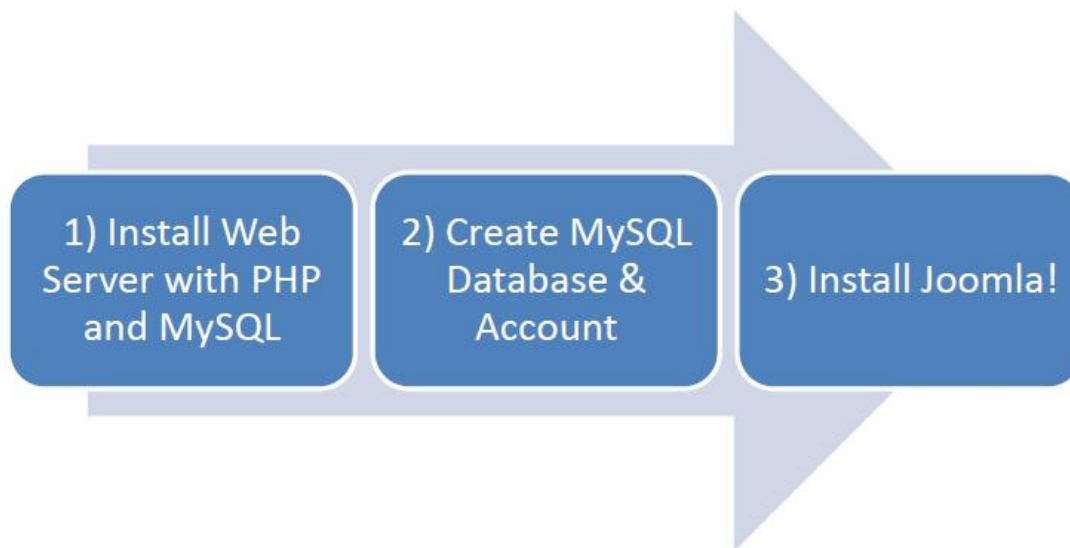 1) Install Web
Server with PHP
and MySQL
2) Create MySQL
Database &
Account
3) Install Joomla!